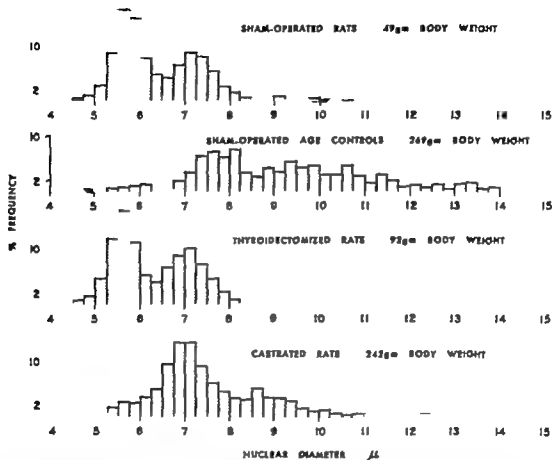 SHAM-OPERATED RATS 49gm BODY WEIGHT
10
2
4 5 6 7 8 9 10 11 12 13 14 15
SHAM-OPERATED AGE CONTROLS 269gm BODY WEIGHT
10
2
4 5 6 7 8 9 10 11 12 13 14 15
THYROIDECTOMIZED RATS 92gm BODY WEIGHT
10
2
4 5 6 7 8 9 10 11 12 13 14 15
CASTRATED RATS 242gm BODY WEIGHT
10
2
4 5 6 7 8 9 10 11 12 13 14 15
NUCLEAR DIAMETER µ
% FREQUENCY